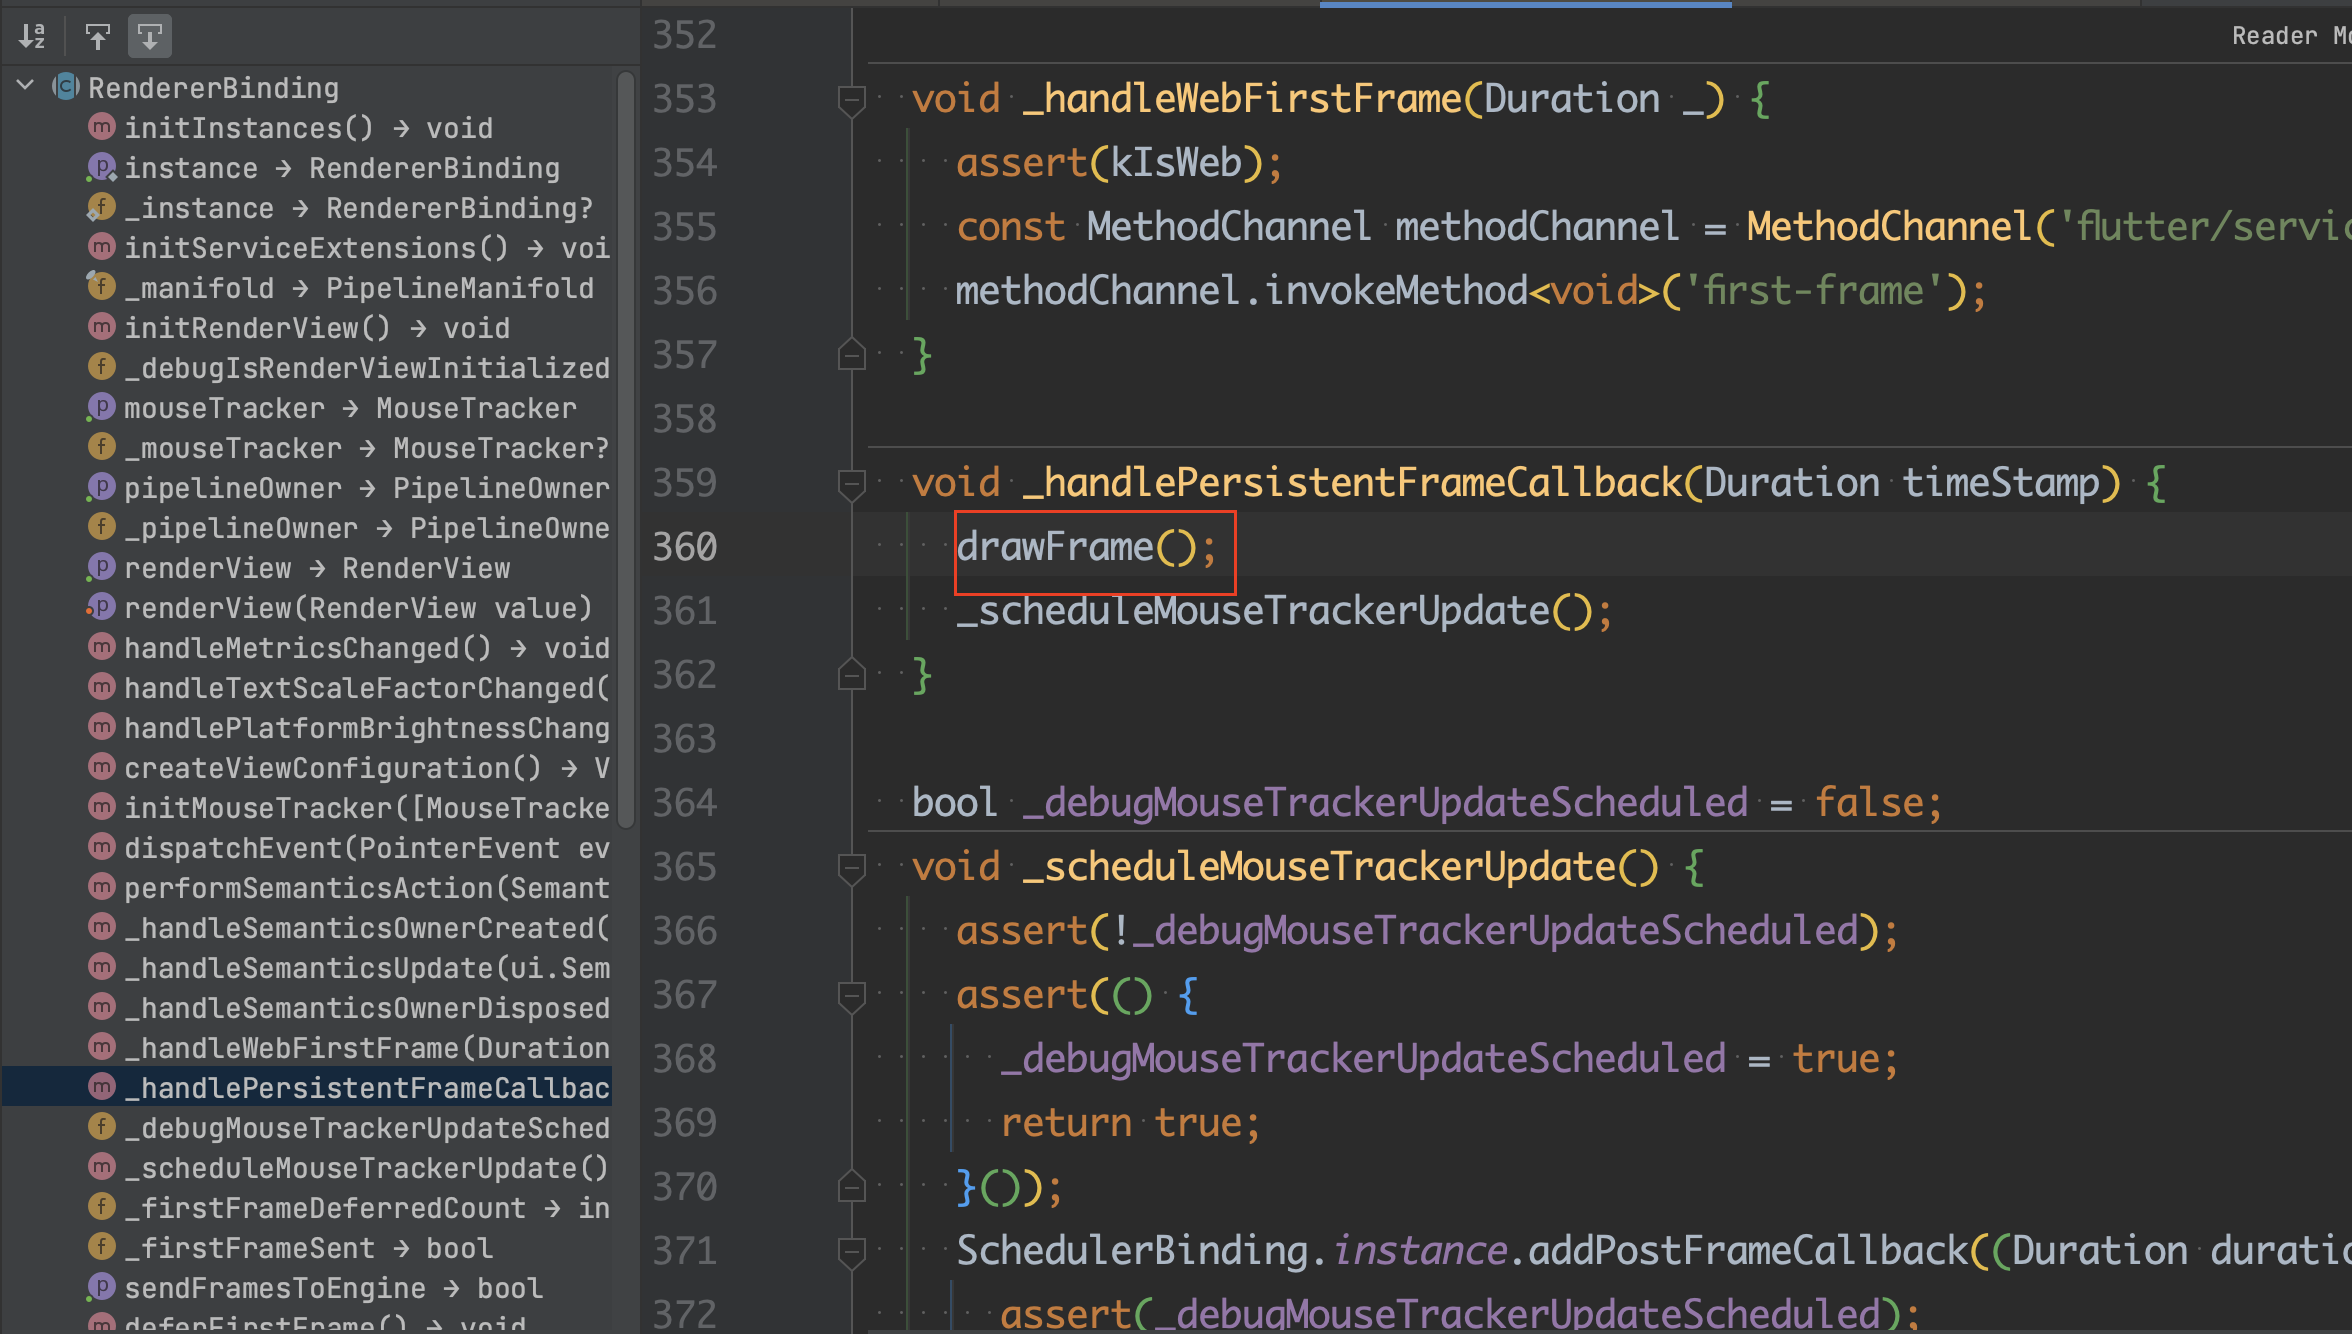 RendererBinding
initInstances() → void
instance → RendererBinding
_instance → RendererBinding?
initServiceExtensions() → voi
_manifold → PipelineManifold
initRenderView() → void
_debugIsRenderViewInitialized
mouseTracker → MouseTracker
_mouseTracker → MouseTracker?
pipelineOwner → PipelineOwner
_pipelineOwner → PipelineOwne
renderView → RenderView
renderView(RenderView value)
handleMetricsChanged() → void
handleTextScaleFactorChanged(
handlePlatformBrightnessChang
createViewConfiguration() → V
initMouseTracker([MouseTracke
dispatchEvent(PointerEvent ev
performSemanticsAction(Semant
_handleSemanticsOwnerCreated(
_handleSemanticsUpdate(ui.Sem
_handleSemanticsOwnerDisposed
_handleWebFirstFrame(Duration
_handlePersistentFrameCallbac
_debugMouseTrackerUpdateSched
_scheduleMouseTrackerUpdate()
_firstFrameDeferredCount → in
_firstFrameSent → bool
sendFramesToEngine → bool
deferFirstFrame() → void
Reader Mo
352
353 void _handleWebFirstFrame(Duration _) {
354 assert(kIsWeb);
355 const MethodChannel methodChannel = MethodChannel('flutter/servic
356 methodChannel.invokeMethod<void>('first-frame');
357 }
358
359 void _handlePersistentFrameCallback(Duration timeStamp) {
360 drawFrame();
361 _scheduleMouseTrackerUpdate();
362 }
363
364 bool _debugMouseTrackerUpdateScheduled = false;
365 void _scheduleMouseTrackerUpdate() {
366 assert(!_debugMouseTrackerUpdateScheduled);
367 assert(() {
368 _debugMouseTrackerUpdateScheduled = true;
369 return true;
370 }());
371 SchedulerBinding.instance.addPostFrameCallback((Duration duratio
372 assert(_debugMouseTrackerUpdateScheduled);